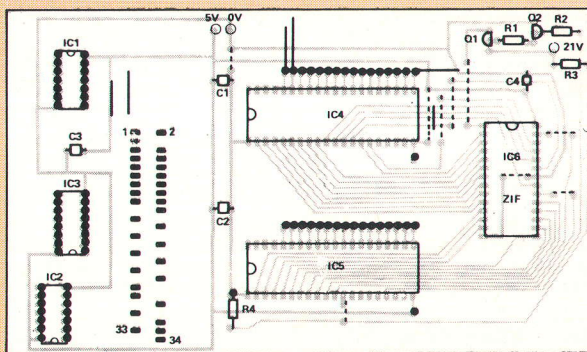 5V 0V
Q2 R2
Q1 R1
21V
R3
IC1
C1
C4
IC4
C3
1 2
IC6
ZIF
IC3
C2
IC5
IC2
R4
33
34